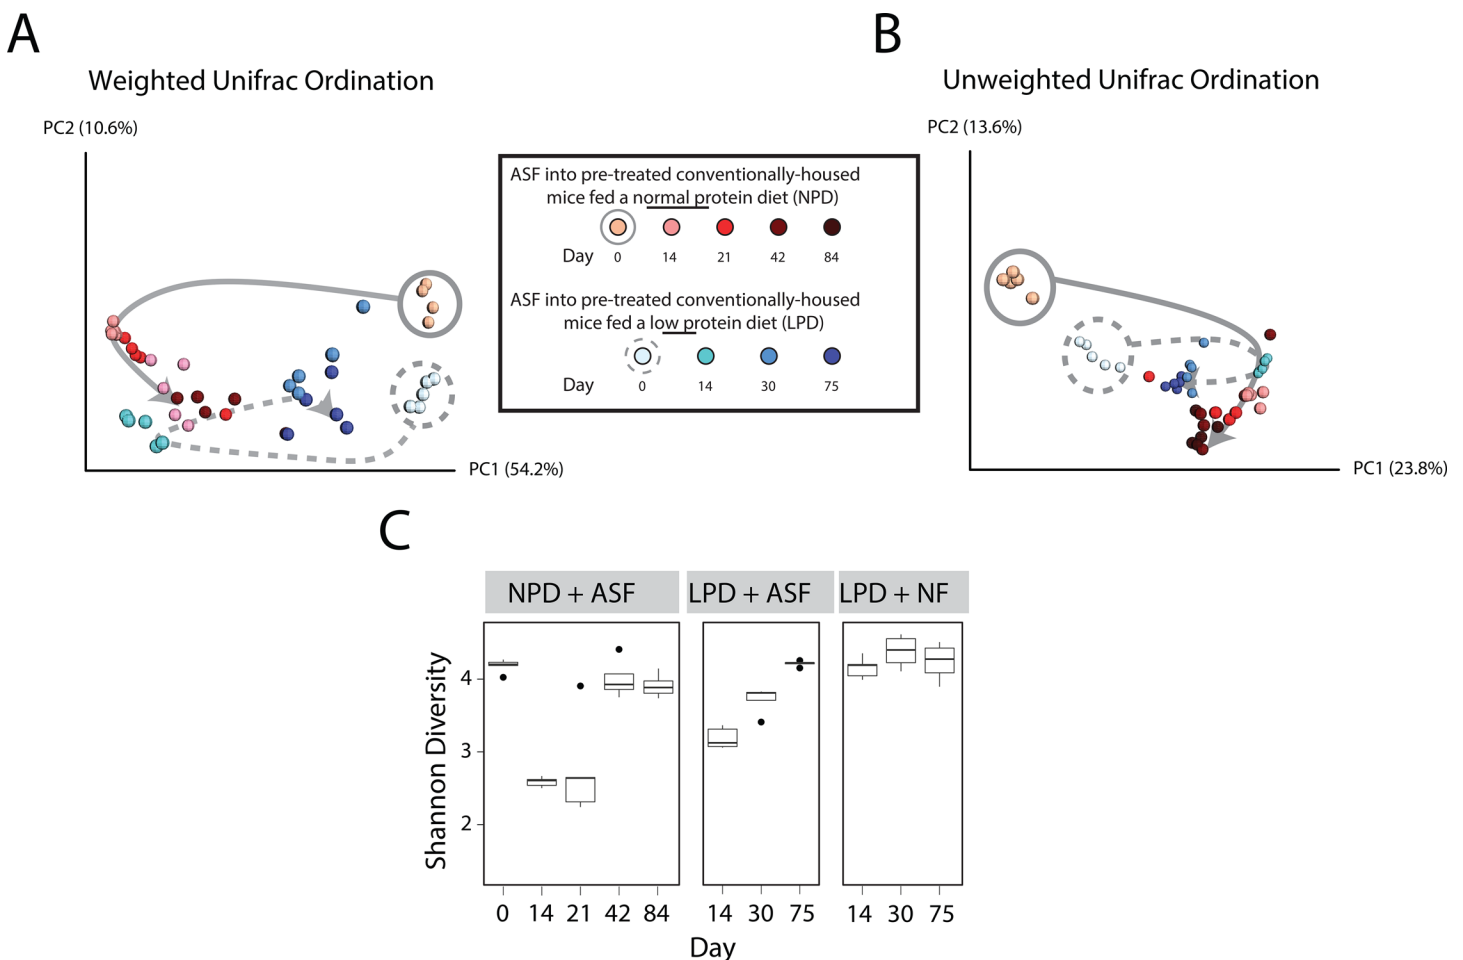 A
B
Weighted Unifrac Ordination
Unweighted Unifrac Ordination
PC2 (10.6%)
PC1 (54.2%)
ASF into pre-treated conventionally-housed
mice fed a normal protein diet (NPD)
Day 0 14 21 42 84
ASF into pre-treated conventionally-housed
mice fed a low protein diet (LPD)
Day 0 14 30 75
PC2 (13.6%)
PC1 (23.8%)
C
NPD + ASF
LPD + ASF
LPD + NF
Shannon Diversity
4
3
2
0 14 21 42 84
14 30 75
14 30 75
Day